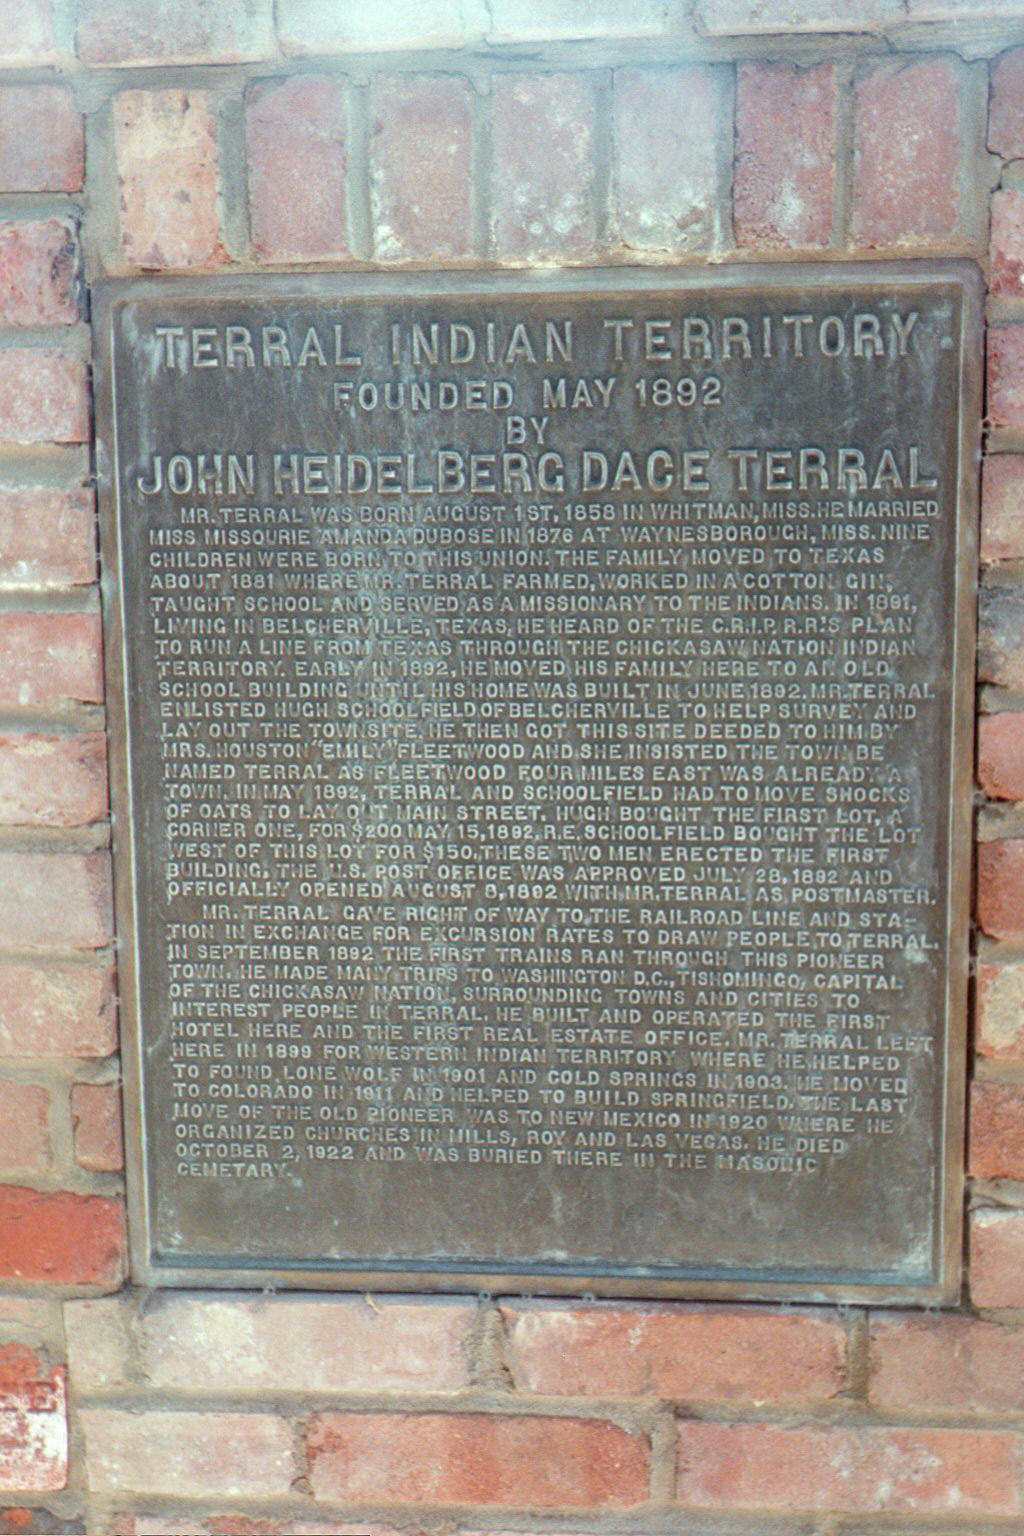 TERRAL INDIAN TERRITORY
FOUNDED MAY 1892
BY
JOHN HEIDELBERG DACE TERRAL
MR. TERRAL WAS BORN AUGUST 1ST, 1858 IN WHITMAN, MISS. HE MARRIED
MISS MISSOURIE AMANDA DUBOSE IN 1876 AT WAYNESBOROUGH, MISS. NINE
CHILDREN WERE BORN TO THIS UNION. THE FAMILY MOVED TO TEXAS
ABOUT 1881 WHERE MR. TERRAL FARMED, WORKED IN A COTTON GIN,
TAUGHT SCHOOL AND SERVED AS A MISSIONARY TO THE INDIANS. IN 1891,
LIVING IN BELCHERVILLE, TEXAS, HE HEARD OF THE C.R.I.P. R.R.'S PLAN
TO RUN A LINE FROM TEXAS THROUGH THE CHICKASAW NATION INDIAN
TERRITORY. EARLY IN 1892, HE MOVED HIS FAMILY HERE TO AN OLD
SCHOOL BUILDING UNTIL HIS HOME WAS BUILT IN JUNE 1892. MR. TERRAL
ENLISTED HUGH SCHOOLFIELD OF BELCHERVILLE TO HELP SURVEY AND
LAY OUT THE TOWNSITE. HE THEN GOT THIS SITE DEEDED TO HIM BY
MRS. HOUSTON "EMILY" FLEETWOOD AND SHE INSISTED THE TOWN BE
NAMED TERRAL AS FLEETWOOD FOUR MILES EAST WAS ALREADY A
TOWN. IN MAY 1892, TERRAL AND SCHOOLFIELD HAD TO MOVE SHOCKS
OF OATS TO LAY OUT MAIN STREET. HUGH BOUGHT THE FIRST LOT, A
CORNER ONE, FOR $200 MAY 15, 1892, R.E. SCHOOLFIELD BOUGHT THE LOT
WEST OF THIS LOT FOR $150. THESE TWO MEN ERECTED THE FIRST
BUILDING. THE U.S. POST OFFICE WAS APPROVED JULY 28, 1892 AND
OFFICIALLY OPENED AUGUST 8, 1892 WITH MR. TERRAL AS POSTMASTER.
MR. TERRAL GAVE RIGHT OF WAY TO THE RAILROAD LINE AND STA-
TION IN EXCHANGE FOR EXCURSION RATES TO DRAW PEOPLE TO TERRAL.
IN SEPTEMBER 1892 THE FIRST TRAINS RAN THROUGH THIS PIONEER
TOWN. HE MADE MANY TRIPS TO WASHINGTON D.C., TISHOMINGO, CAPITAL
OF THE CHICKASAW NATION, SURROUNDING TOWNS AND CITIES TO
INTEREST PEOPLE IN TERRAL. HE BUILT AND OPERATED THE FIRST
HOTEL HERE AND THE FIRST REAL ESTATE OFFICE. MR. TERRAL LEFT
HERE IN 1899 FOR WESTERN INDIAN TERRITORY WHERE HE HELPED
TO FOUND LONE WOLF IN 1901 AND COLD SPRINGS IN 1903. HE MOVED
TO COLORADO IN 1911 AND HELPED TO BUILD SPRINGFIELD. THE LAST
MOVE OF THE OLD PIONEER WAS TO NEW MEXICO IN 1920 WHERE HE
ORGANIZED CHURCHES IN MILLS, ROY AND LAS VEGAS. HE DIED
OCTOBER 2, 1922 AND WAS BURIED THERE IN THE MASONIC
CEMETARY.